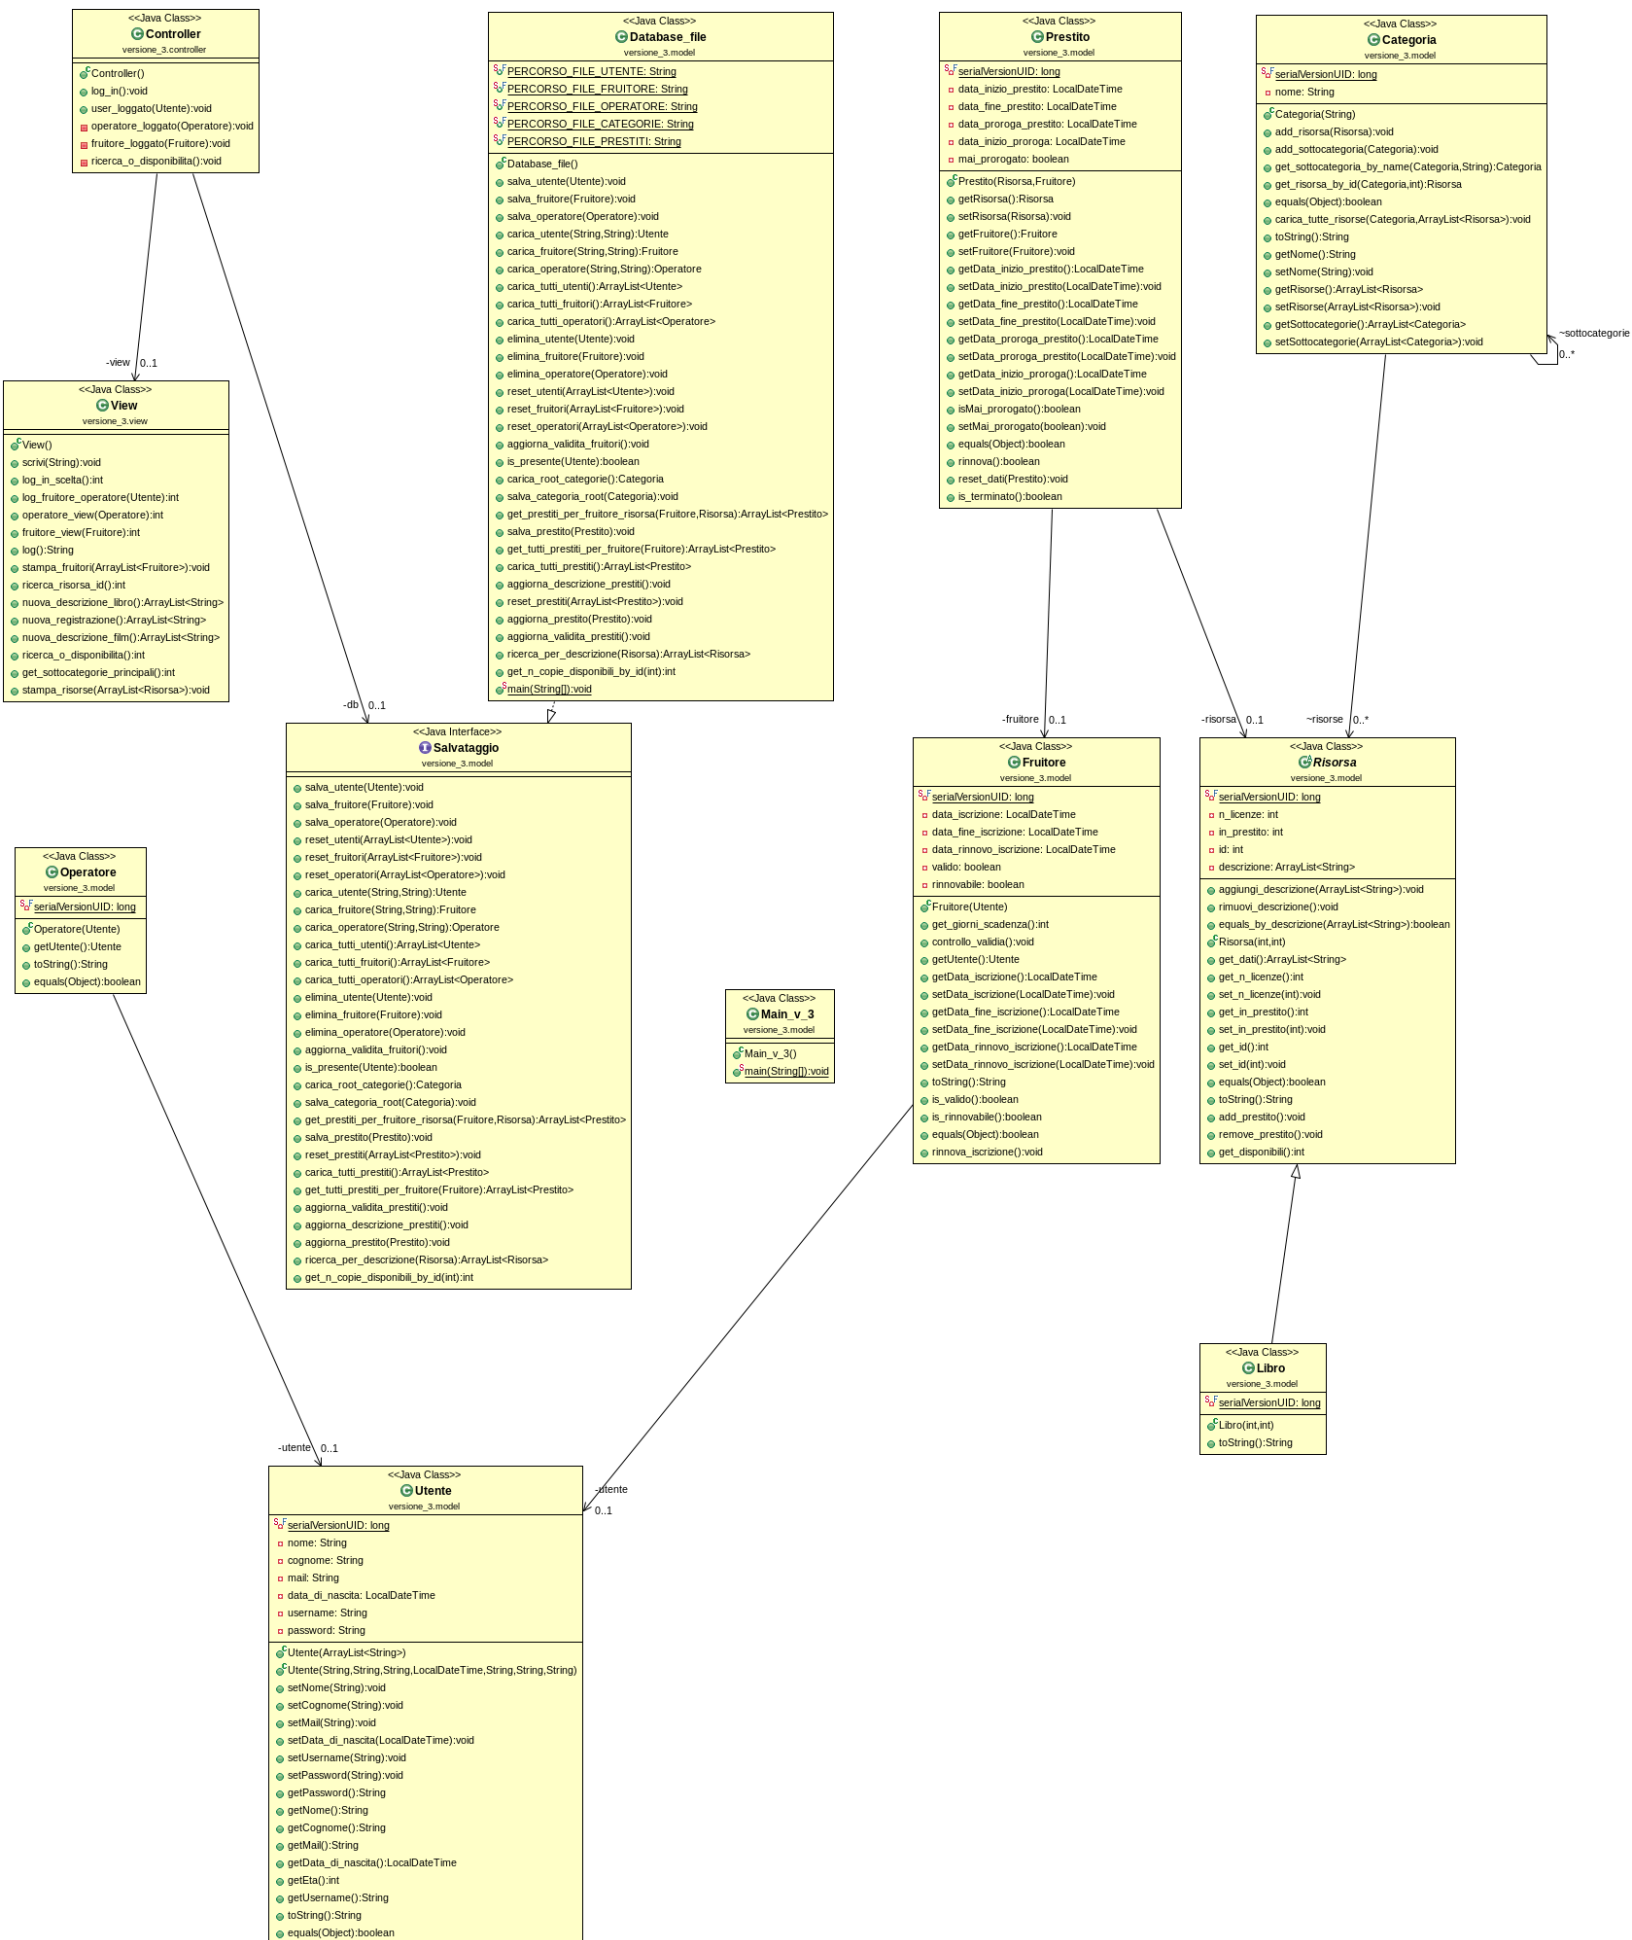 <<Java Class>>
Controller
versione_3.controller
Controller()
log_in():void
user_loggato(Utente):void
operatore_loggato(Operatore):void
fruitore_loggato(Fruitore):void
ricerca_o_disponibilita():void
<<Java Class>>
Database_file
versione_3.model
PERCORSO_FILE_UTENTE: String
PERCORSO_FILE_FRUITORE: String
PERCORSO_FILE_OPERATORE: String
PERCORSO_FILE_CATEGORIE: String
PERCORSO_FILE_PRESTITI: String
Database_file()
salva_utente(Utente):void
salva_fruitore(Fruitore):void
salva_operatore(Operatore):void
carica_utente(String,String):Utente
carica_fruitore(String,String):Fruitore
carica_operatore(String,String):Operatore
carica_tutti_utenti():ArrayList<Utente>
carica_tutti_fruitori():ArrayList<Fruitore>
carica_tutti_operatori():ArrayList<Operatore>
elimina_utente(Utente):void
elimina_fruitore(Fruitore):void
elimina_operatore(Operatore):void
reset_utenti(ArrayList<Utente>):void
reset_fruitori(ArrayList<Fruitore>):void
reset_operatori(ArrayList<Operatore>):void
aggiorna_validita_fruitori():void
is_presente(Utente):boolean
carica_root_categorie():Categoria
salva_categoria_root(Categoria):void
get_prestiti_per_fruitore_risorsa(Fruitore,Risorsa):ArrayList<Prestito>
salva_prestito(Prestito):void
get_tutti_prestiti_per_fruitore(Fruitore):ArrayList<Prestito>
carica_tutti_prestiti():ArrayList<Prestito>
aggiorna_descrizione_prestiti():void
reset_prestiti(ArrayList<Prestito>):void
aggiorna_prestito(Prestito):void
aggiorna_validita_prestiti():void
ricerca_per_descrizione(Risorsa):ArrayList<Risorsa>
get_n_copie_disponibili_by_id(int):int
main(String[]):void
<<Java Class>>
Prestito
versione_3.model
serialVersionUID: long
data_inizio_prestito: LocalDateTime
data_fine_prestito: LocalDateTime
data_proroga_prestito: LocalDateTime
data_inizio_proroga: LocalDateTime
mai_prorogato: boolean
Prestito(Risorsa,Fruitore)
getRisorsa():Risorsa
setRisorsa(Risorsa):void
getFruitore():Fruitore
setFruitore(Fruitore):void
getData_inizio_prestito():LocalDateTime
setData_inizio_prestito(LocalDateTime):void
getData_fine_prestito():LocalDateTime
setData_fine_prestito(LocalDateTime):void
getData_proroga_prestito():LocalDateTime
setData_proroga_prestito(LocalDateTime):void
getData_inizio_proroga():LocalDateTime
setData_inizio_proroga(LocalDateTime):void
isMai_prorogato():boolean
setMai_prorogato(boolean):void
equals(Object):boolean
rinnova():boolean
reset_dati(Prestito):void
is_terminato():boolean
<<Java Class>>
Categoria
versione_3.model
serialVersionUID: long
nome: String
Categoria(String)
add_risorsa(Risorsa):void
add_sottocategoria(Categoria):void
get_sottocategoria_by_name(Categoria,String):Categoria
get_risorsa_by_id(Categoria,int):Risorsa
equals(Object):boolean
carica_tutte_risorse(Categoria,ArrayList<Risorsa>):void
toString():String
getNome():String
setNome(String):void
getRisorse():ArrayList<Risorsa>
setRisorse(ArrayList<Risorsa>):void
getSottocategorie():ArrayList<Categoria>
setSottocategorie(ArrayList<Categoria>):void
~sottocategorie
0..*
-view 0..1
<<Java Class>>
View
versione_3.view
View()
scrivi(String):void
log_in_scelta():int
log_fruitore_operatore(Utente):int
operatore_view(Operatore):int
fruitore_view(Fruitore):int
log():String
stampa_fruitori(ArrayList<Fruitore>):void
ricerca_risorsa_id():int
nuova_descrizione_libro():ArrayList<String>
nuova_registrazione():ArrayList<String>
nuova_descrizione_film():ArrayList<String>
ricerca_o_disponibilita():int
get_sottocategorie_principali():int
stampa_risorse(ArrayList<Risorsa>):void
-db 0..1
-fruitore 0..1
-risorsa 0..1
~risorse 0..*
<<Java Interface>>
Salvataggio
versione_3.model
salva_utente(Utente):void
salva_fruitore(Fruitore):void
salva_operatore(Operatore):void
reset_utenti(ArrayList<Utente>):void
reset_fruitori(ArrayList<Fruitore>):void
reset_operatori(ArrayList<Operatore>):void
carica_utente(String,String):Utente
carica_fruitore(String,String):Fruitore
carica_operatore(String,String):Operatore
carica_tutti_utenti():ArrayList<Utente>
carica_tutti_fruitori():ArrayList<Fruitore>
carica_tutti_operatori():ArrayList<Operatore>
elimina_utente(Utente):void
elimina_fruitore(Fruitore):void
elimina_operatore(Operatore):void
aggiorna_validita_fruitori():void
is_presente(Utente):boolean
carica_root_categorie():Categoria
salva_categoria_root(Categoria):void
get_prestiti_per_fruitore_risorsa(Fruitore,Risorsa):ArrayList<Prestito>
salva_prestito(Prestito):void
reset_prestiti(ArrayList<Prestito>):void
carica_tutti_prestiti():ArrayList<Prestito>
get_tutti_prestiti_per_fruitore(Fruitore):ArrayList<Prestito>
aggiorna_validita_prestiti():void
aggiorna_descrizione_prestiti():void
aggiorna_prestito(Prestito):void
ricerca_per_descrizione(Risorsa):ArrayList<Risorsa>
get_n_copie_disponibili_by_id(int):int
<<Java Class>>
Fruitore
versione_3.model
serialVersionUID: long
data_iscrizione: LocalDateTime
data_fine_iscrizione: LocalDateTime
data_rinnovo_iscrizione: LocalDateTime
valido: boolean
rinnovabile: boolean
Fruitore(Utente)
get_giorni_scadenza():int
controllo_validia():void
getUtente():Utente
getData_iscrizione():LocalDateTime
setData_iscrizione(LocalDateTime):void
getData_fine_iscrizione():LocalDateTime
setData_fine_iscrizione(LocalDateTime):void
getData_rinnovo_iscrizione():LocalDateTime
setData_rinnovo_iscrizione(LocalDateTime):void
toString():String
is_valido():boolean
is_rinnovabile():boolean
equals(Object):boolean
rinnova_iscrizione():void
<<Java Class>>
Risorsa
versione_3.model
serialVersionUID: long
n_licenze: int
in_prestito: int
id: int
descrizione: ArrayList<String>
aggiungi_descrizione(ArrayList<String>):void
rimuovi_descrizione():void
equals_by_descrizione(ArrayList<String>):boolean
Risorsa(int,int)
get_dati():ArrayList<String>
get_n_licenze():int
set_n_licenze(int):void
get_in_prestito():int
set_in_prestito(int):void
get_id():int
set_id(int):void
equals(Object):boolean
toString():String
add_prestito():void
remove_prestito():void
get_disponibili():int
<<Java Class>>
Operatore
versione_3.model
serialVersionUID: long
Operatore(Utente)
getUtente():Utente
toString():String
equals(Object):boolean
<<Java Class>>
Main_v_3
versione_3.model
Main_v_3()
main(String[]):void
<<Java Class>>
Libro
versione_3.model
serialVersionUID: long
Libro(int,int)
toString():String
-utente 0..1
-utente
0..1
<<Java Class>>
Utente
versione_3.model
serialVersionUID: long
nome: String
cognome: String
mail: String
data_di_nascita: LocalDateTime
username: String
password: String
Utente(ArrayList<String>)
Utente(String,String,String,LocalDateTime,String,String,String)
setNome(String):void
setCognome(String):void
setMail(String):void
setData_di_nascita(LocalDateTime):void
setUsername(String):void
setPassword(String):void
getPassword():String
getNome():String
getCognome():String
getMail():String
getData_di_nascita():LocalDateTime
getEta():int
getUsername():String
toString():String
equals(Object):boolean